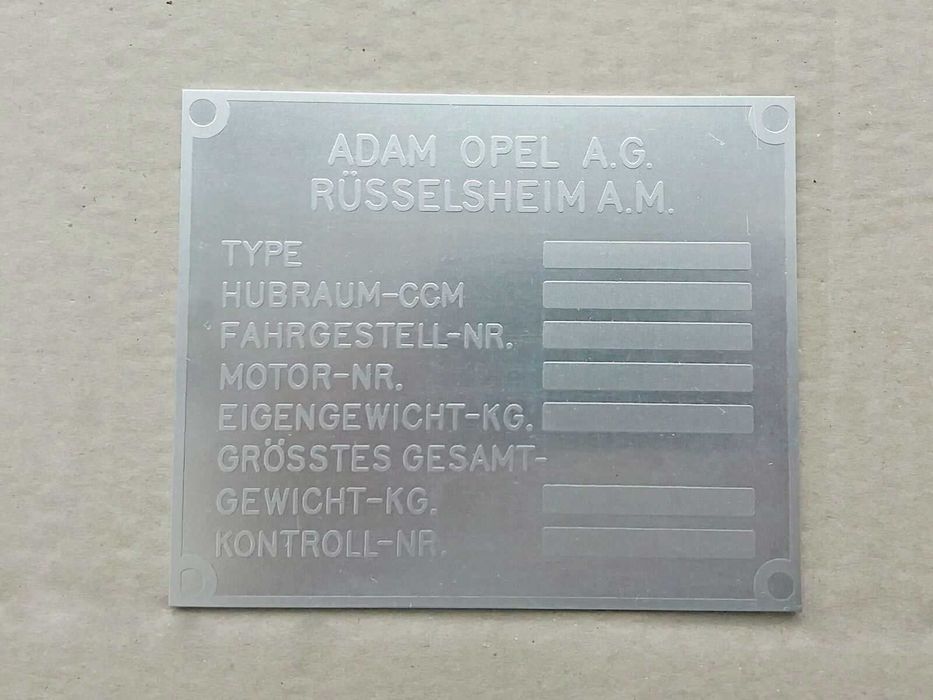 ADAM OPEL A.G.
RÜSSELSHEIM A.M.
TYPE
HUBRAUM-CCM
FAHRGESTELL-NR.
MOTOR-NR.
EIGENGEWICHT-KG.
GRÖSSTES GESAMT-
GEWICHT-KG.
KONTROLL-NR.